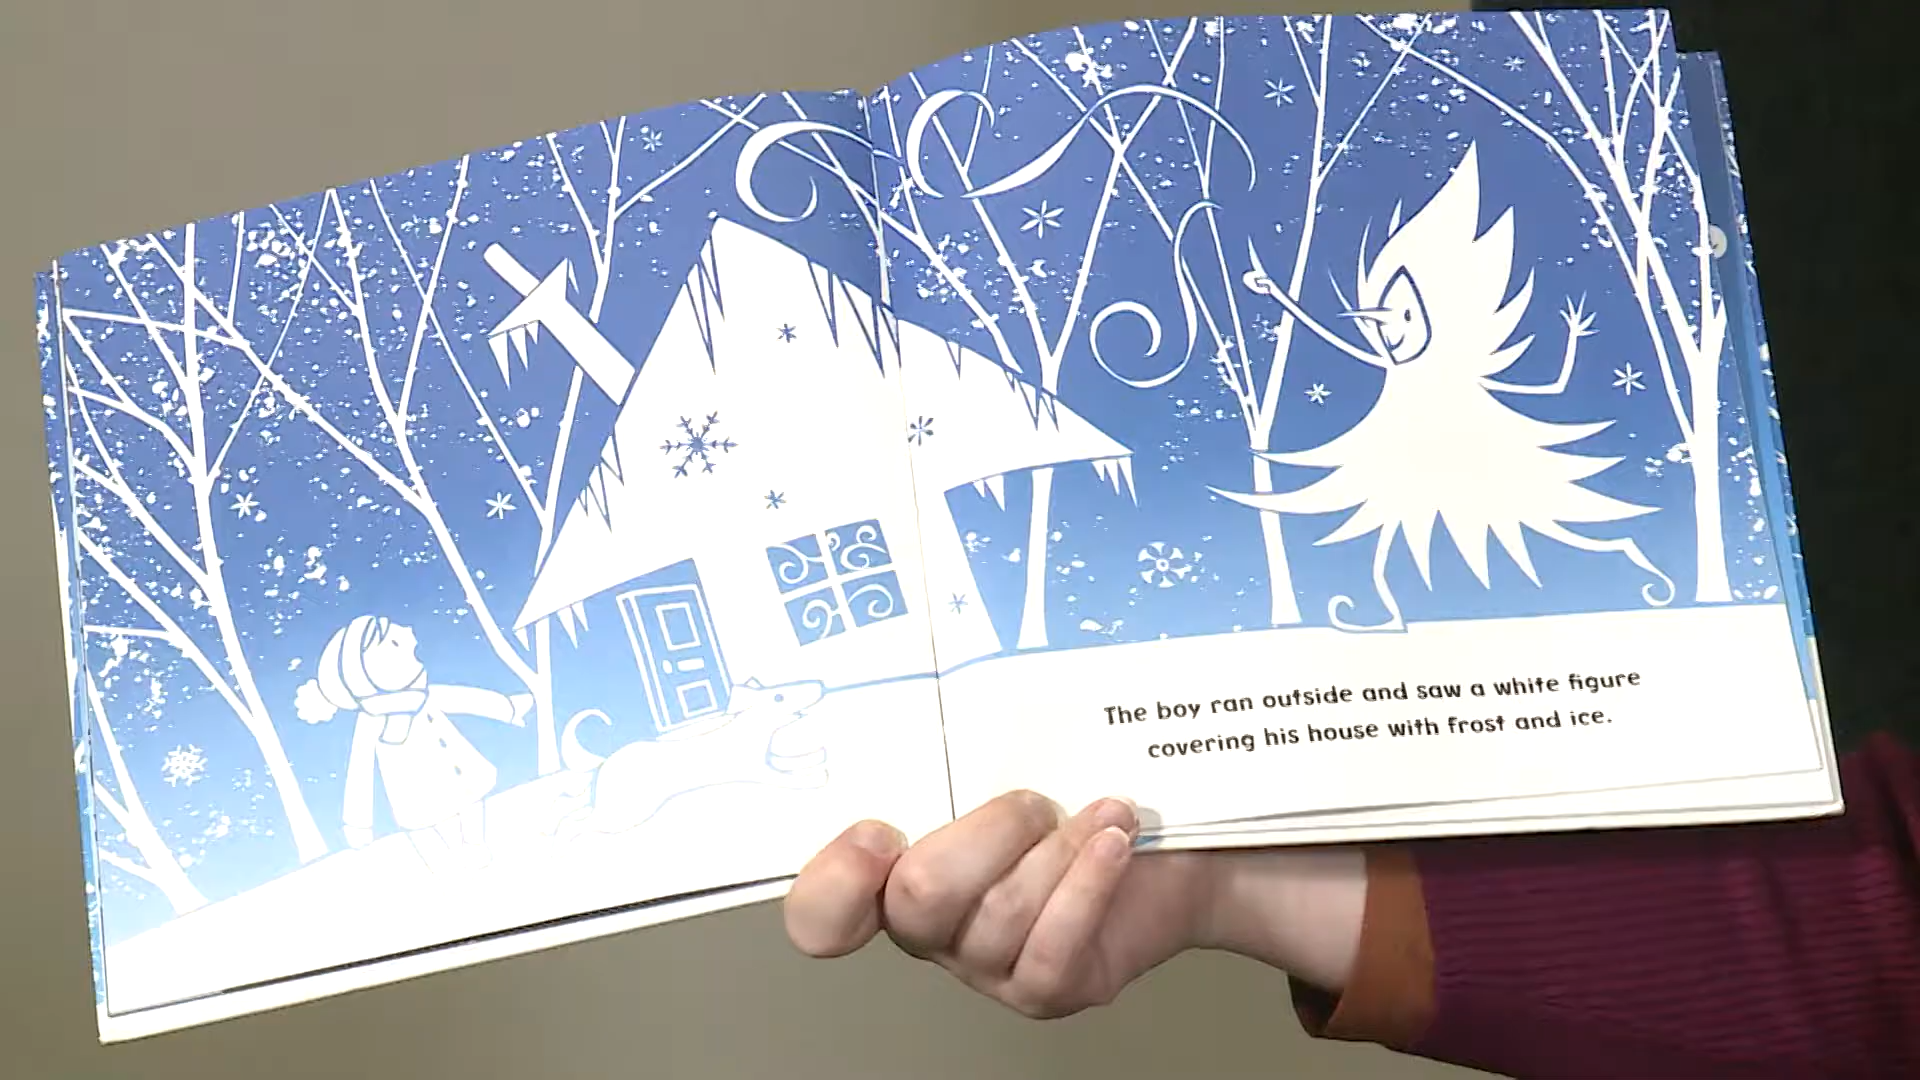 The boy ran outside and saw a white figure
covering his house with frost and ice.